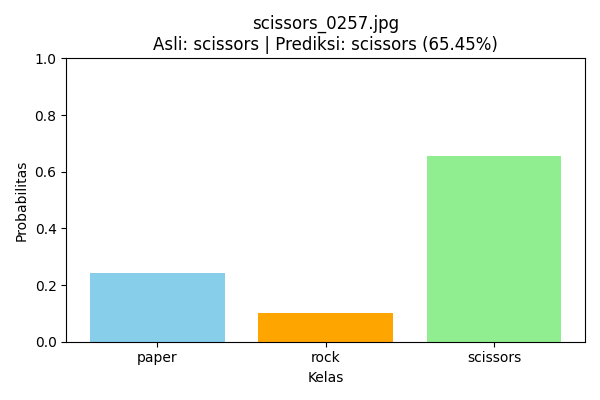 scissors_0257.jpg
Asli: scissors | Prediksi: scissors (65.45%)
1.0
0.8
0.6
0.4
0.2
0.0
Probabilitas
paper rock scissors
Kelas